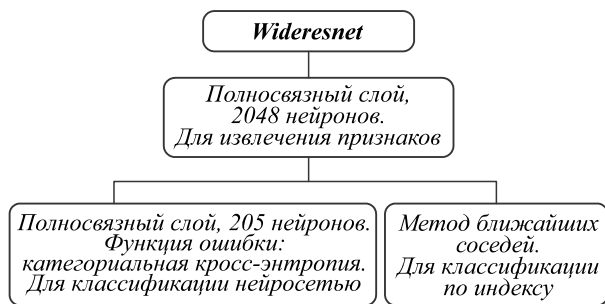 Wideresnet
Полносвязный слой,
2048 нейронов.
Для извлечения признаков
Полносвязный слой, 205 нейронов.
Функция ошибки:
категориальная кросс-энтропия.
Для классификации нейросетью
Метод ближайших
соседей.
Для классификации
по индексу